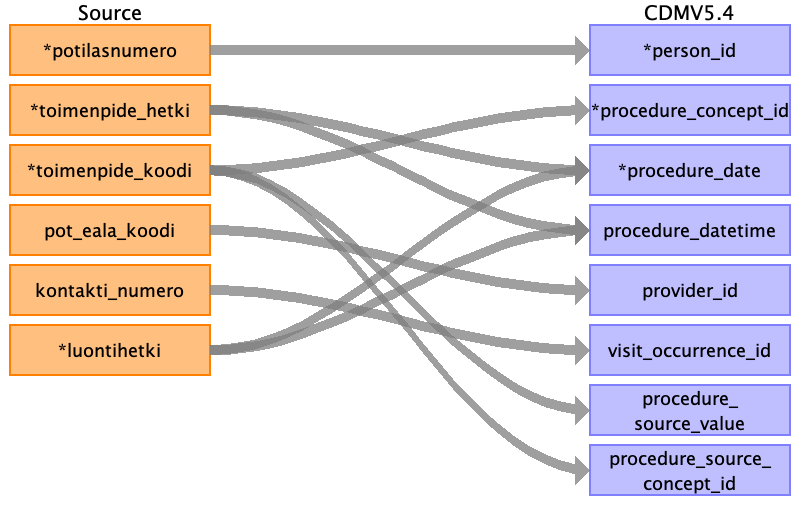 Source
CDMV5.4
*potilasnumero
*person_id
*toimenpide_hetki
*procedure_concept_id
*toimenpide_koodi
*procedure_date
pot_eala_koodi
procedure_datetime
kontakti_numero
provider_id
*luontihetki
visit_occurrence_id
procedure_
source_value
procedure_source_
concept_id